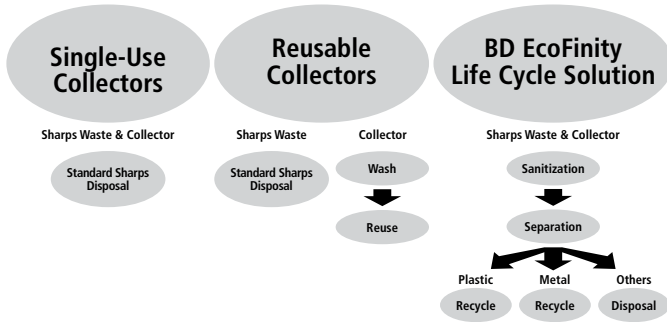 Single-Use
Collectors
Reusable
Collectors
BD EcoFinity
Life Cycle Solution
Sharps Waste & Collector
Sharps Waste
Collector
Sharps Waste & Collector
Standard Sharps
Disposal
Standard Sharps
Disposal
Wash
Reuse
Sanitization
Separation
Plastic
Metal
Others
Recycle
Recycle
Disposal